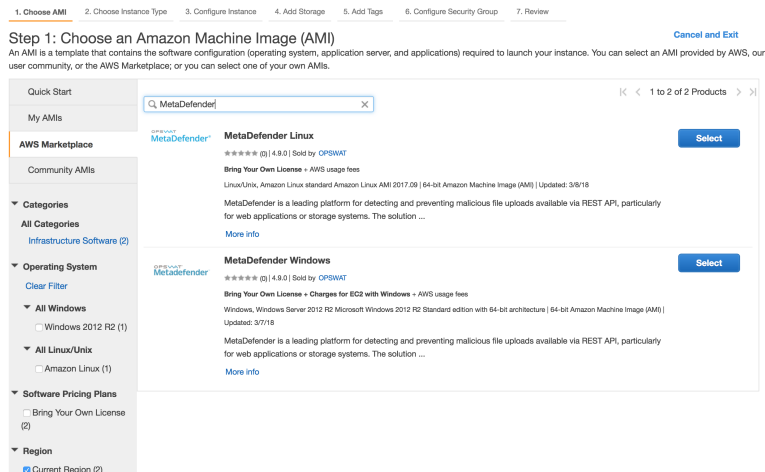 1. Choose AMI 2. Choose Instance Type 3. Configure Instance 4. Add Storage 5. Add Tags 6. Configure Security Group 7. Review
Step 1: Choose an Amazon Machine Image (AMI)
Cancel and Exit
An AMI is a template that contains the software configuration (operating system, application server, and applications) required to launch your instance. You can select an AMI provided by AWS, our
user community, or the AWS Marketplace; or you can select one of your own AMIs.
Quick Start
My AMIs
AWS Marketplace
Community AMIs
Categories
All Categories
Infrastructure Software (2)
Operating System
Clear Filter
All Windows
Windows 2012 R2 (1)
All Linux/Unix
Amazon Linux (1)
Software Pricing Plans
Bring Your Own License
(2)
Region
Current Region (2)
1 to 2 of 2 Products
MetaDefender
OPSWAT
MetaDefender
MetaDefender Linux
Select
(0) | 4.9.0 | Sold by OPSWAT
Bring Your Own License + AWS usage fees
Linux/Unix, Amazon Linux standard Amazon Linux AMI 2017.09 | 64-bit Amazon Machine Image (AMI) | Updated: 3/8/18
MetaDefender is a leading platform for detecting and preventing malicious file uploads available via REST API, particularly
for web applications or storage systems. The solution ...
More info
OPSWAT
Metadefender
MetaDefender Windows
Select
(0) | 4.9.0 | Sold by OPSWAT
Bring Your Own License + Charges for EC2 with Windows + AWS usage fees
Windows, Windows Server 2012 R2 Microsoft Windows 2012 R2 Standard edition with 64-bit architecture | 64-bit Amazon Machine Image (AMI) |
Updated: 3/7/18
MetaDefender is a leading platform for detecting and preventing malicious file uploads available via REST API, particularly
for web applications or storage systems. The solution ...
More info